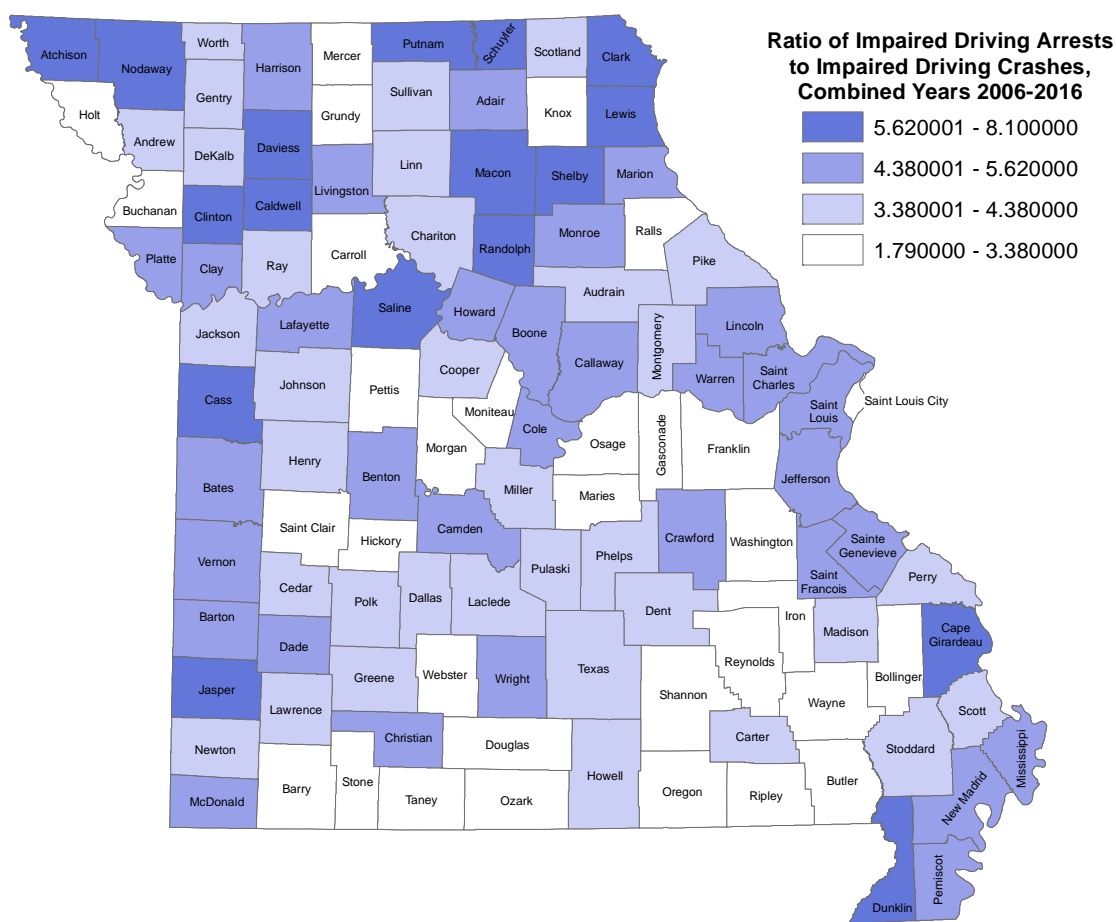 Ratio of Impaired Driving Arrests
to Impaired Driving Crashes,
Combined Years 2006-2016
5.620001 - 8.100000
4.380001 - 5.620000
3.380001 - 4.380000
1.790000 - 3.380000
Atchison
Nodaway
Worth
Harrison
Mercer
Putnam
Schuyler
Scotland
Clark
Holt
Gentry
Grundy
Sullivan
Adair
Knox
Lewis
Andrew
DeKalb
Daviess
Livingston
Linn
Macon
Shelby
Marion
Buchanan
Clinton
Caldwell
Chariton
Randolph
Monroe
Ralls
Platte
Clay
Ray
Carroll
Pike
Audrain
Jackson
Lafayette
Saline
Howard
Boone
Callaway
Montgomery
Lincoln
Warren
Saint
Charles
Saint
Louis
Saint Louis City
Cass
Johnson
Pettis
Cooper
Moniteau
Cole
Osage
Gasconade
Franklin
Jefferson
Bates
Henry
Benton
Morgan
Miller
Maries
Saint Clair
Hickory
Camden
Pulaski
Phelps
Crawford
Washington
Sainte
Genevieve
Saint
Francois
Perry
Vernon
Cedar
Polk
Dallas
Laclede
Dent
Iron
Madison
Cape
Girardeau
Barton
Dade
Greene
Webster
Wright
Texas
Shannon
Reynolds
Wayne
Bollinger
Scott
Jasper
Lawrence
Christian
Douglas
Carter
Stoddard
Mississippi
Newton
McDonald
Barry
Stone
Taney
Ozark
Howell
Oregon
Ripley
Butler
New Madrid
Dunklin
Pemiscot